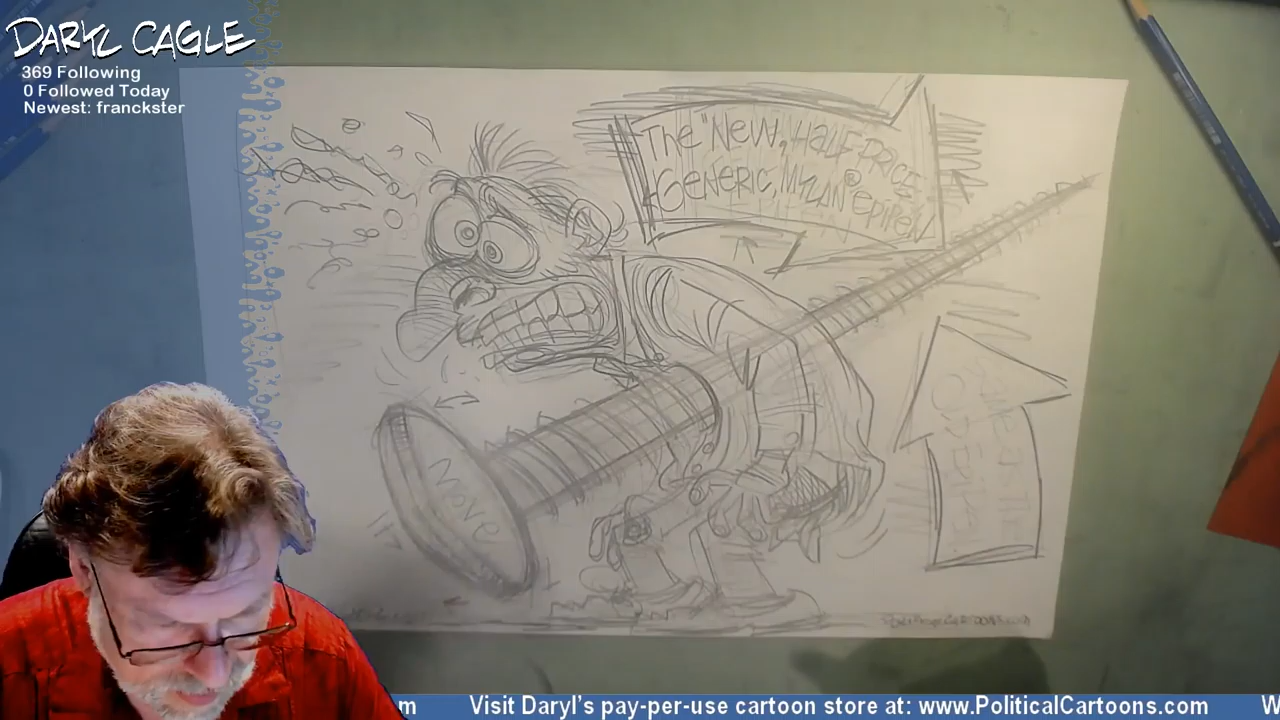 DARYL CAGLE
369 Following
0 Followed Today
Newest: franckster
The "New, HALF-PRICE
GENERIC, MYLAN® epipen
Move
m Visit Daryl's pay-per-use cartoon store at: www.PoliticalCartoons.com W